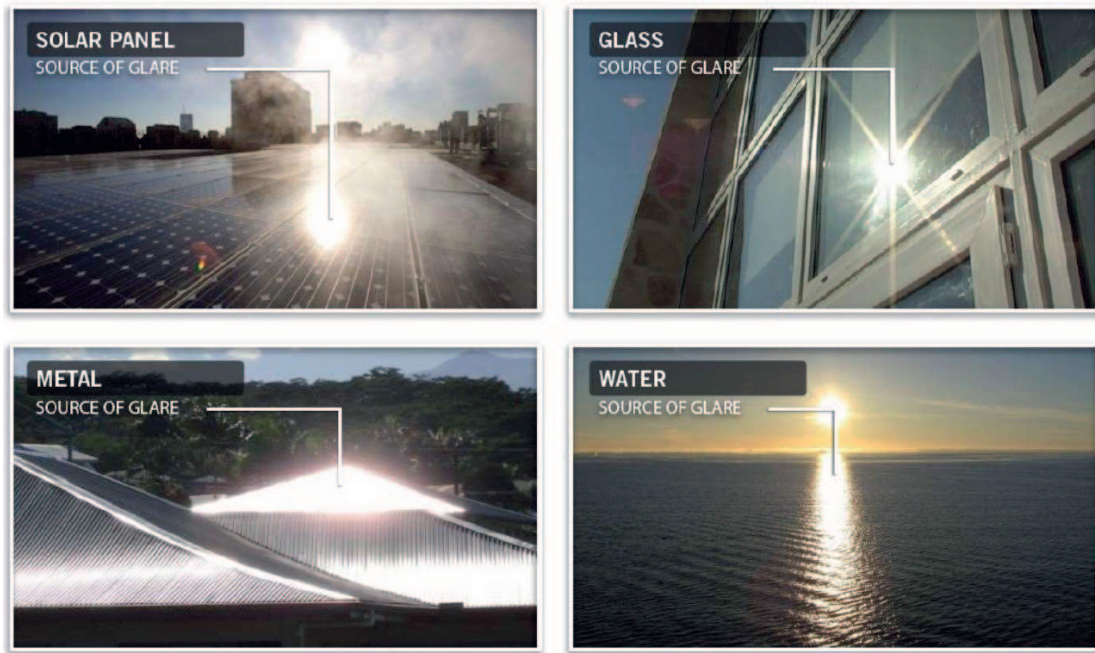 SOLAR PANEL
SOURCE OF GLARE
GLASS
SOURCE OF GLARE
METAL
SOURCE OF GLARE
WATER
SOURCE OF GLARE